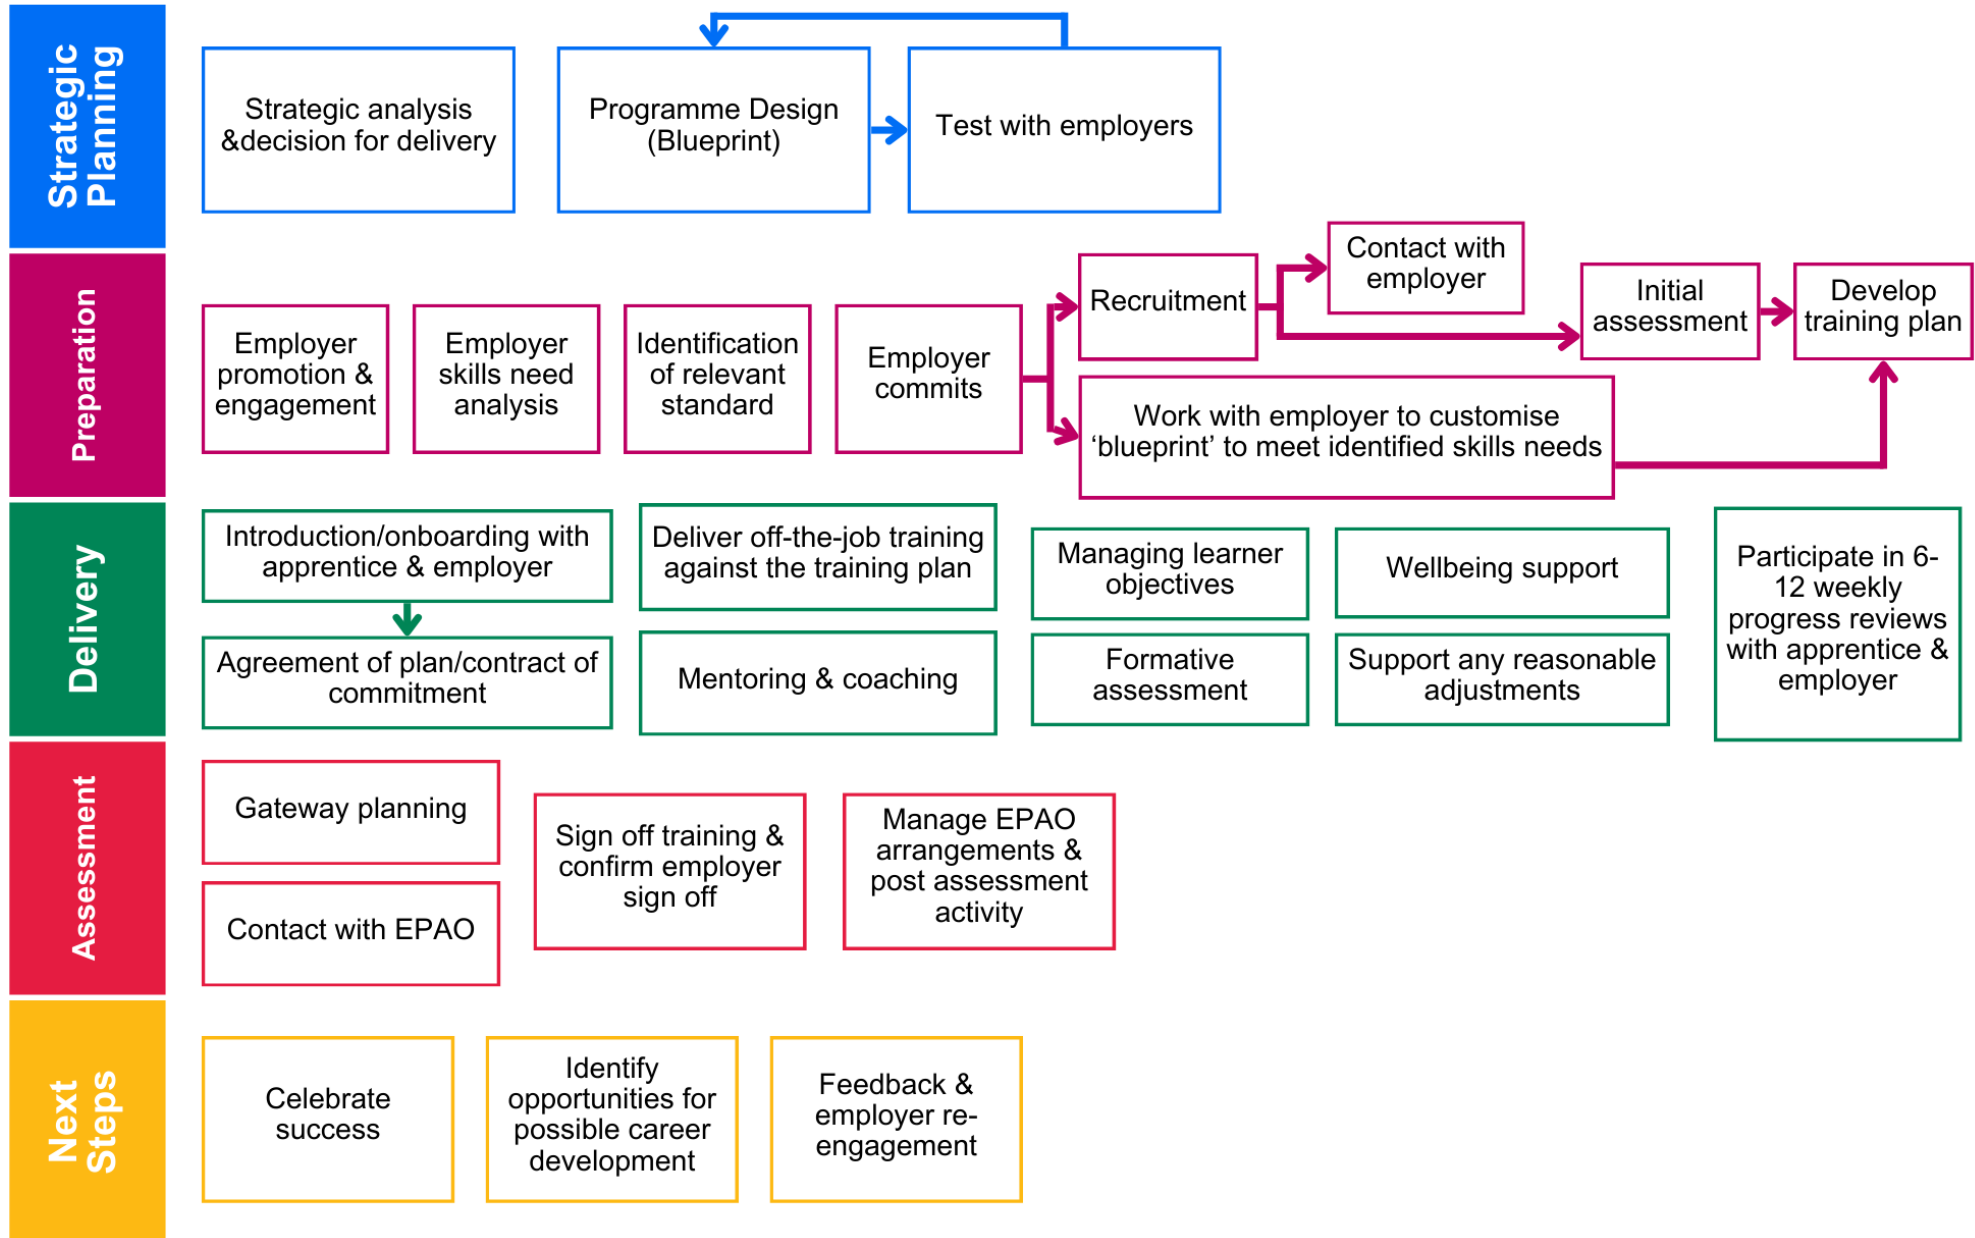 Strategic
Planning
Strategic analysis
&decision for delivery
Programme Design
(Blueprint)
Test with employers
Preparation
Employer
promotion &
engagement
Employer
skills need
analysis
Identification
of relevant
standard
Employer
commits
Recruitment
Contact with
employer
Initial
assessment
Develop
training plan
Work with employer to customise
‘blueprint’ to meet identified skills needs
Delivery
Introduction/onboarding with
apprentice & employer
Agreement of plan/contract of
commitment
Deliver off-the-job training
against the training plan
Mentoring & coaching
Managing learner
objectives
Formative
assessment
Wellbeing support
Support any reasonable
adjustments
Participate in 6-
12 weekly
progress reviews
with apprentice &
employer
Assessment
Gateway planning
Contact with EPAO
Sign off training &
confirm employer
sign off
Manage EPAO
arrangements &
post assessment
activity
Next
Steps
Celebrate
success
Identify
opportunities for
possible career
development
Feedback &
employer re-
engagement